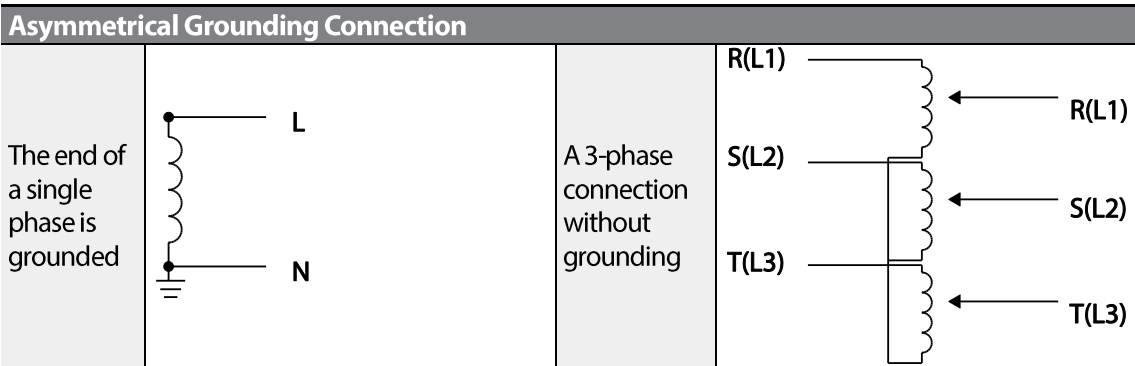 Asymmetrical Grounding Connection
The end of
a single
phase is
grounded
L
N
A 3-phase
connection
without
grounding
R(L1)
S(L2)
T(L3)
R(L1)
S(L2)
T(L3)